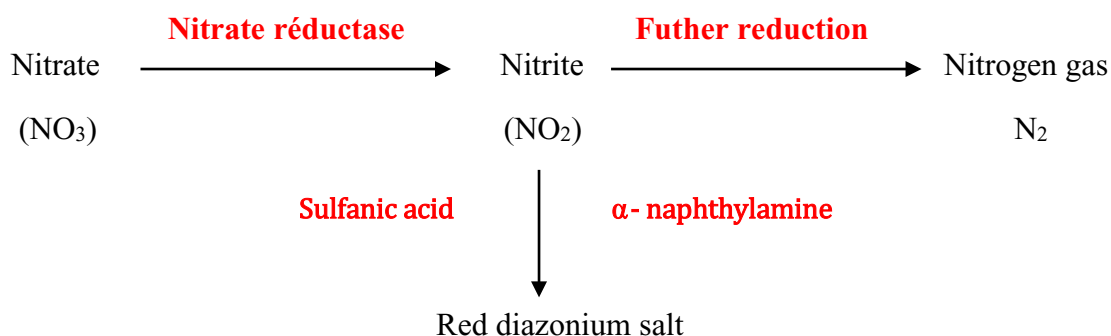 Nitrate réductase Futher reduction
Nitrate Nitrite Nitrogen gas
(NO₃) (NO₂) N₂
Sulfanic acid α- naphthylamine
Red diazonium salt